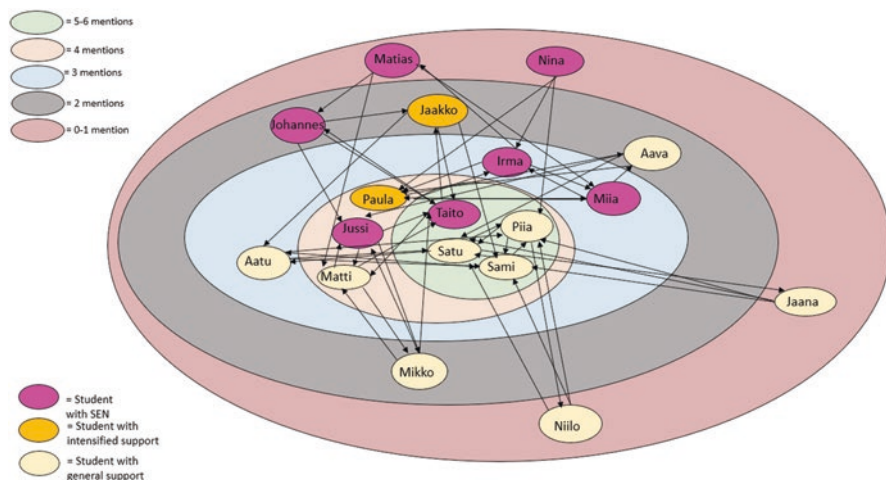 = 5-6 mentions
= 4 mentions
= 3 mentions
= 2 mentions
= 0-1 mention
Matias
Nina
Jaakko
Johannes
Aava
Irma
Paula
Miia
Taito
Piia
Jussi
Satu
Aatu
Matti
Sami
Jaana
Mikko
Niilo
= Student
with SEN
= Student with
intensified support
= Student with
general support